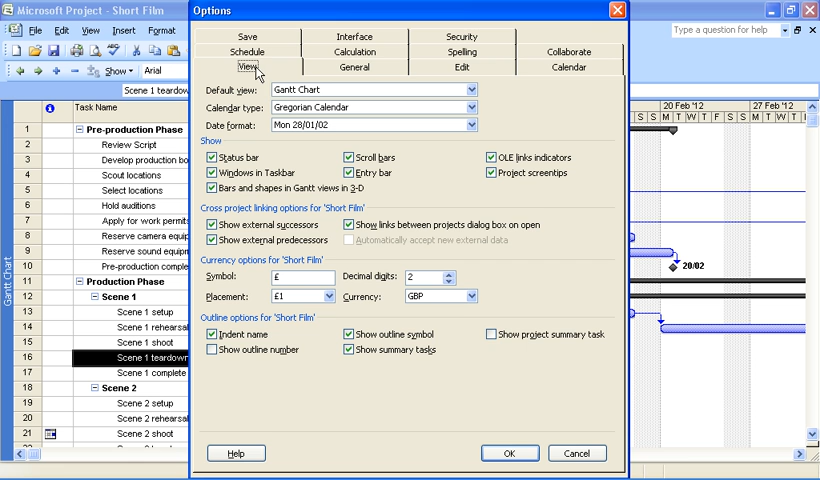 Microsoft Project - Short Film
File Edit View Insert Format
Type a question for help
Show Arial
Scene 1 teardow
Task Name
20 Feb '12 27 Feb '12
S S M T W T F S S M T W T F
1 Pre-production Phase
2 Review Script
3 Develop production bo
4 Scout locations
5 Select locations
6 Hold auditions
7 Apply for work permits
8 Reserve camera equip
9 Reserve sound equipm
10 Pre-production comple
20/02
11 Production Phase
12 Scene 1
13 Scene 1 setup
14 Scene 1 rehearsal
15 Scene 1 shoot
16 Scene 1 teardown
17 Scene 1 complete
18 Scene 2
19 Scene 2 setup
20 Scene 2 rehearsal
21 Scene 2 shoot
Gantt Chart
Options
Save Interface Security
Schedule Calculation Spelling Collaborate
View General Edit Calendar
Default view: Gantt Chart
Calendar type: Gregorian Calendar
Date format: Mon 28/01/02
Show
Status bar Scroll bars OLE links indicators
Windows in Taskbar Entry bar Project screentips
Bars and shapes in Gantt views in 3-D
Cross project linking options for 'Short Film'
Show external successors Show links between projects dialog box on open
Show external predecessors Automatically accept new external data
Currency options for 'Short Film'
Symbol: £ Decimal digits: 2
Placement: £1 Currency: GBP
Outline options for 'Short Film'
Indent name Show outline symbol Show project summary task
Show outline number Show summary tasks
Help OK Cancel